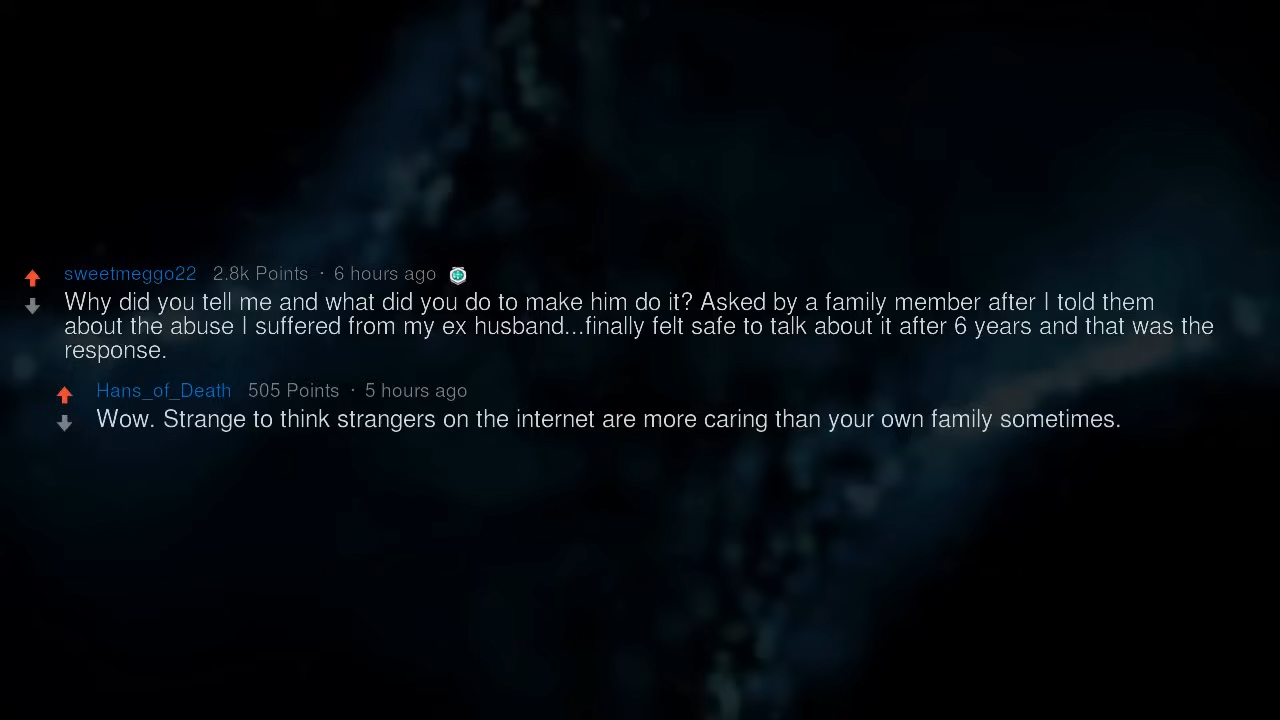 sweetmeggo22 2.8k Points · 6 hours ago
Why did you tell me and what did you do to make him do it? Asked by a family member after I told them
about the abuse I suffered from my ex husband...finally felt safe to talk about it after 6 years and that was the
response.
Hans_of_Death 505 Points · 5 hours ago
Wow. Strange to think strangers on the internet are more caring than your own family sometimes.